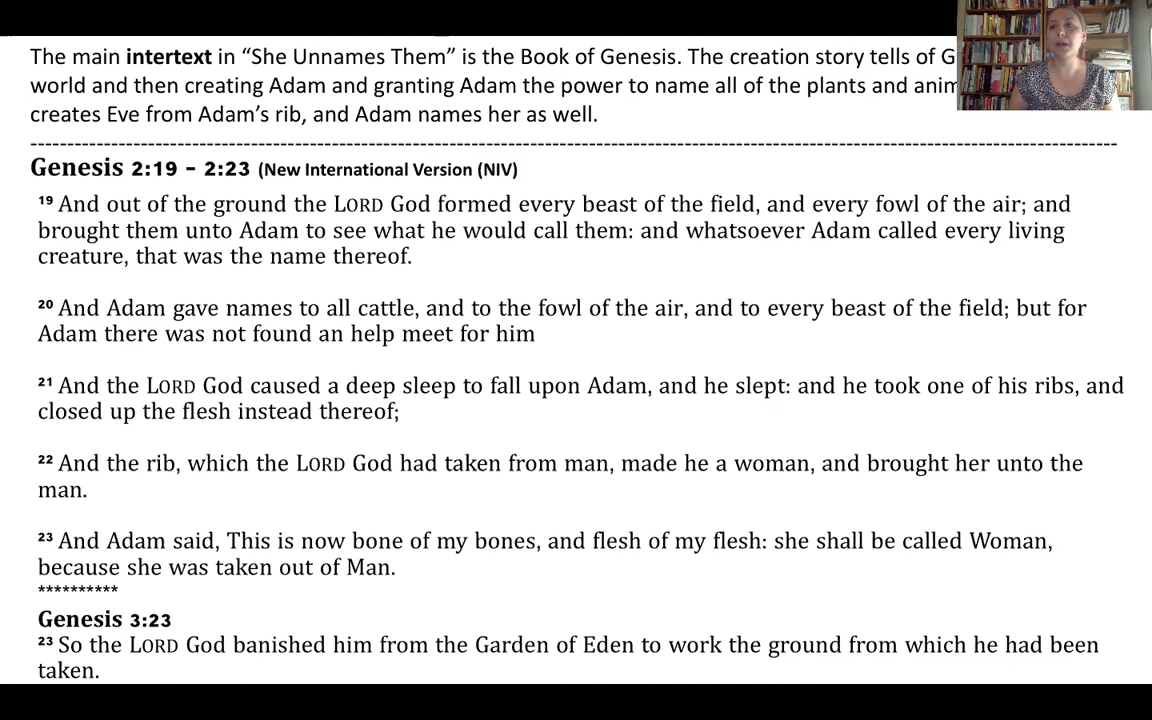 The main intertext in “She Unnames Them” is the Book of Genesis. The creation story tells of G
world and then creating Adam and granting Adam the power to name all of the plants and anim
creates Eve from Adam’s rib, and Adam names her as well.
-----------------------------------------------------------------------------------------------------------------------------------
Genesis 2:19 – 2:23 (New International Version (NIV)
19 And out of the ground the LORD God formed every beast of the field, and every fowl of the air; and
brought them unto Adam to see what he would call them: and whatsoever Adam called every living
creature, that was the name thereof.
20 And Adam gave names to all cattle, and to the fowl of the air, and to every beast of the field; but for
Adam there was not found an help meet for him
21 And the LORD God caused a deep sleep to fall upon Adam, and he slept: and he took one of his ribs, and
closed up the flesh instead thereof;
22 And the rib, which the LORD God had taken from man, made he a woman, and brought her unto the
man.
23 And Adam said, This is now bone of my bones, and flesh of my flesh: she shall be called Woman,
because she was taken out of Man.
**********
Genesis 3:23
23 So the LORD God banished him from the Garden of Eden to work the ground from which he had been
taken.